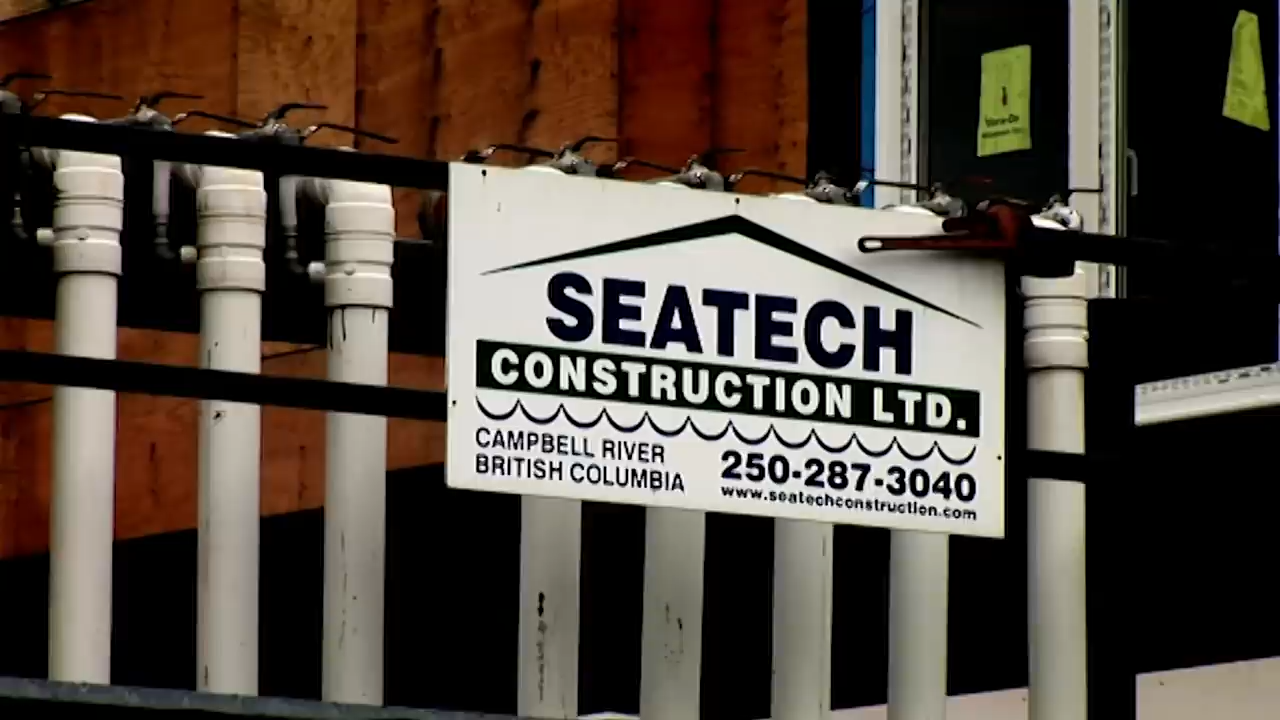 SEATECH
CONSTRUCTION LTD.
CAMPBELL RIVER
BRITISH COLUMBIA
250-287-3040
www.seatechconstruction.com